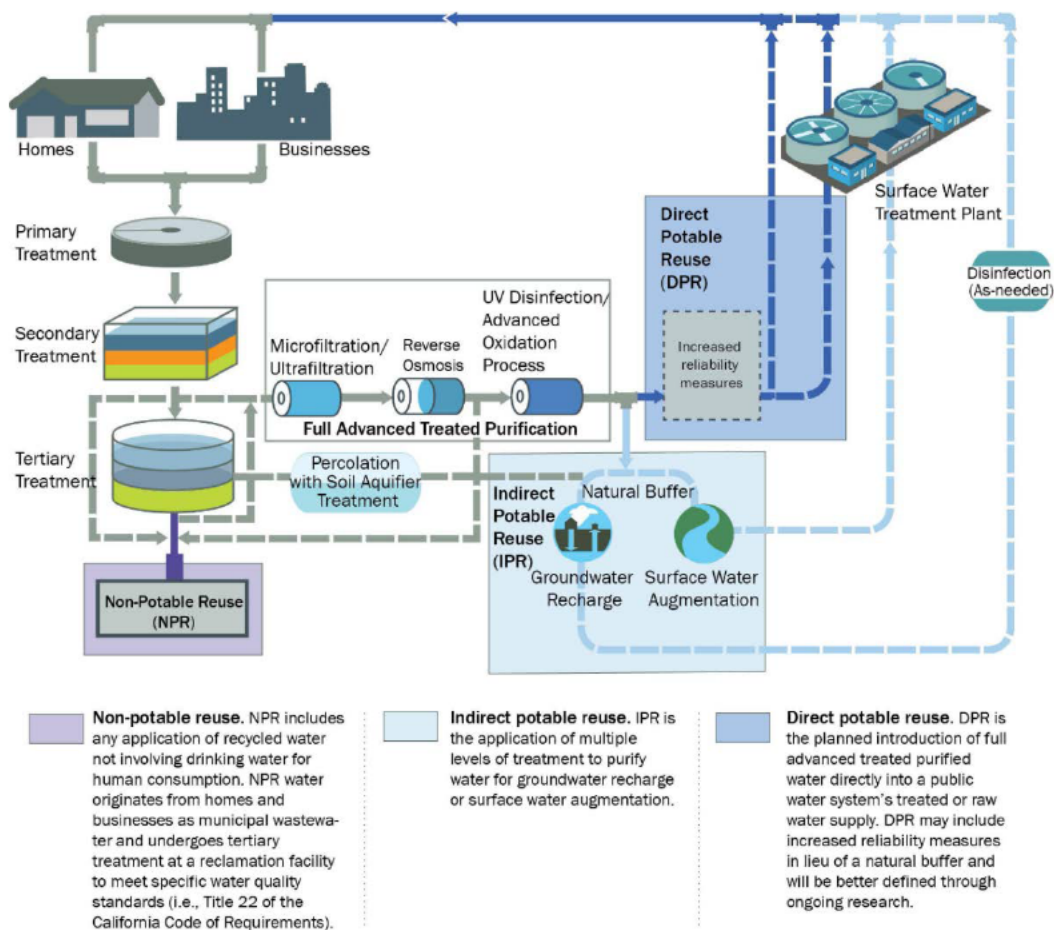 Homes
Businesses
Primary
Treatment
Secondary
Treatment
Tertiary
Treatment
Microfiltration/
Ultrafiltration
Reverse
Osmosis
UV Disinfection/
Advanced
Oxidation
Process
Full Advanced Treated Purification
Percolation
with Soil Aquifier
Treatment
Non-Potable Reuse
(NPR)
Direct
Potable
Reuse
(DPR)
Increased
reliability
measures
Surface Water
Treatment Plant
Disinfection
(As-needed)
Indirect
Potable
Reuse
(IPR)
Natural Buffer
Groundwater
Recharge
Surface Water
Augmentation
Non-potable reuse. NPR includes
any application of recycled water
not involving drinking water for
human consumption. NPR water
originates from homes and
businesses as municipal wastewa-
ter and undergoes tertiary
treatment at a reclamation facility
to meet specific water quality
standards (i.e., Title 22 of the
California Code of Requirements).
Indirect potable reuse. IPR is
the application of multiple
levels of treatment to purify
water for groundwater recharge
or surface water augmentation.
Direct potable reuse. DPR is
the planned introduction of full
advanced treated purified
water directly into a public
water system's treated or raw
water supply. DPR may include
increased reliability measures
in lieu of a natural buffer and
will be better defined through
ongoing research.